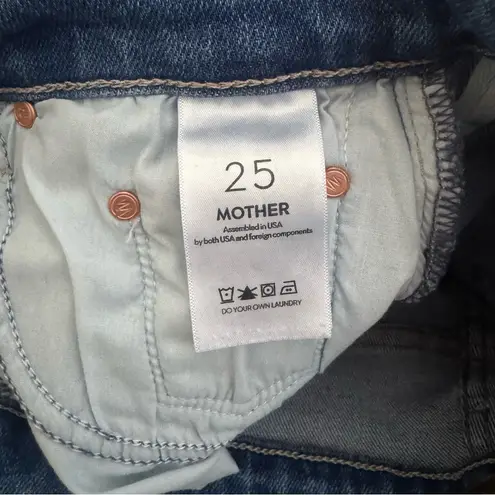 25
MOTHER
Assembled in USA
by both USA and foreign components
DO YOUR OWN LAUNDRY